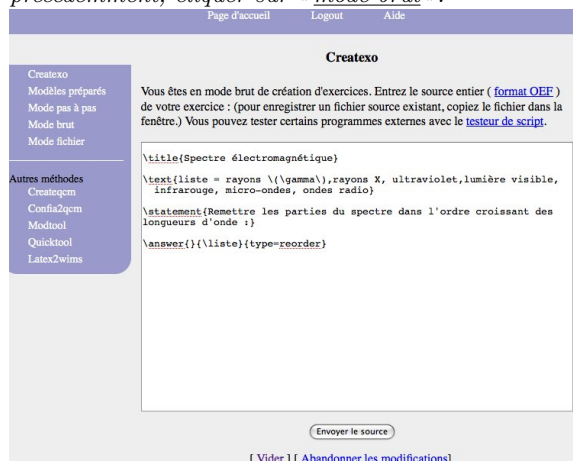 précédemment, cliquer sur « mode brut ».
Page d'accueil Logout Aide
Createxo
Createxo
Modèles préparés
Mode pas à pas
Mode brut
Mode fichier
Autres méthodes
Createqcm
Confia2qcm
Modtool
Quicktool
Latex2wims
Vous êtes en mode brut de création d'exercices. Entrez le source entier ( format OEF )
de votre exercice : (pour enregistrer un fichier source existant, copiez le fichier dans la
fenêtre.) Vous pouvez tester certains programmes externes avec le testeur de script.
\title{Spectre électromagnétique}
\text{liste = rayons \(\gamma\),rayons X, ultraviolet,lumière visible,
infrarouge, micro-ondes, ondes radio}
\statement{Remettre les parties du spectre dans l'ordre croissant des
longueurs d'onde :}
\answer{}{\liste}{type=reorder}
Envoyer le source
[ Vider ] [ Abandonner les modifications]